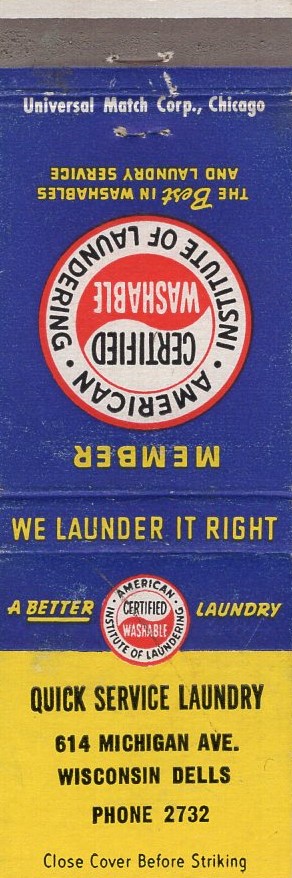 Universal Match Corp., Chicago
THE Best IN WASHABLES
AND LAUNDRY SERVICE
AMERICAN • INSTITUTE OF LAUNDERING •
CERTIFIED
WASHABLE
MEMBER
WE LAUNDER IT RIGHT
A BETTER LAUNDRY
AMERICAN • INSTITUTE OF LAUNDERING •
CERTIFIED
WASHABLE
QUICK SERVICE LAUNDRY
614 MICHIGAN AVE.
WISCONSIN DELLS
PHONE 2732
Close Cover Before Striking